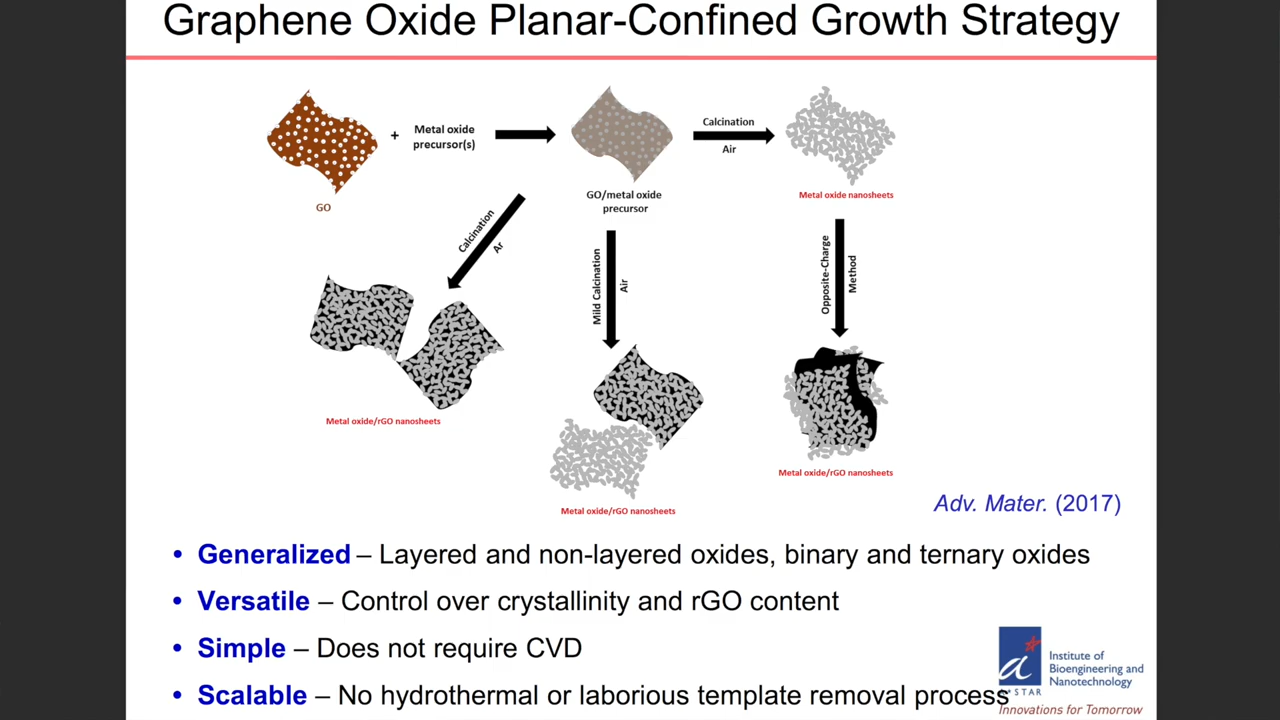 Graphene Oxide Planar-Confined Growth Strategy
GO
+
Metal oxide
precursor(s)
GO/metal oxide
precursor
Calcination
Air
Metal oxide nanosheets
Calcination
Ar
Mild Calcination
Air
Opposite-Charge
Method
Metal oxide/rGO nanosheets
Metal oxide/rGO nanosheets
Metal oxide/rGO nanosheets
Adv. Mater. (2017)
• Generalized – Layered and non-layered oxides, binary and ternary oxides
• Versatile – Control over crystallinity and rGO content
• Simple – Does not require CVD
• Scalable – No hydrothermal or laborious template removal process
Institute of
Bioengineering and
Nanotechnology
STAR
Innovations for Tomorrow